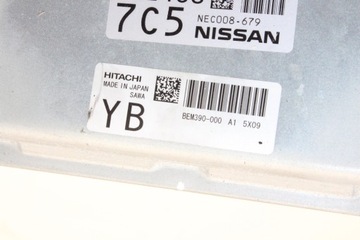 7C5 NEC008-679 NISSAN
HITACHI
MADE IN JAPAN
SAWA
YB BEM390-000 A1 5X09